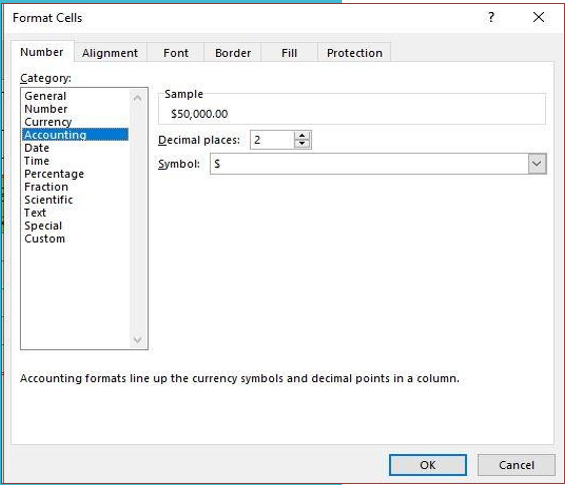 Format Cells
?
Number Alignment Font Border Fill Protection
Category:
General
Number
Currency
Accounting
Date
Time
Percentage
Fraction
Scientific
Text
Special
Custom
Sample
$50,000.00
Decimal places: 2
Symbol: $
Accounting formats line up the currency symbols and decimal points in a column.
OK Cancel